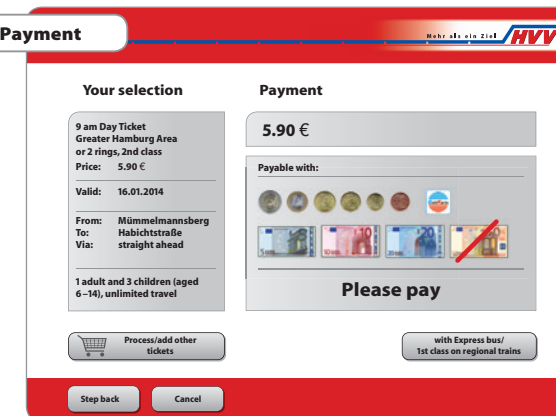 Payment
Mehr als ein Ziel HVV
Your selection
Payment
9 am Day Ticket
Greater Hamburg Area
or 2 rings, 2nd class
Price: 5.90 €
Valid: 16.01.2014
From: Mümmelmannsberg
To: Habichtstraße
Via: straight ahead
1 adult and 3 children (aged
6–14), unlimited travel
5.90 €
Payable with:
Please pay
Process/add other
tickets
with Express bus/
1st class on regional trains
Step back
Cancel